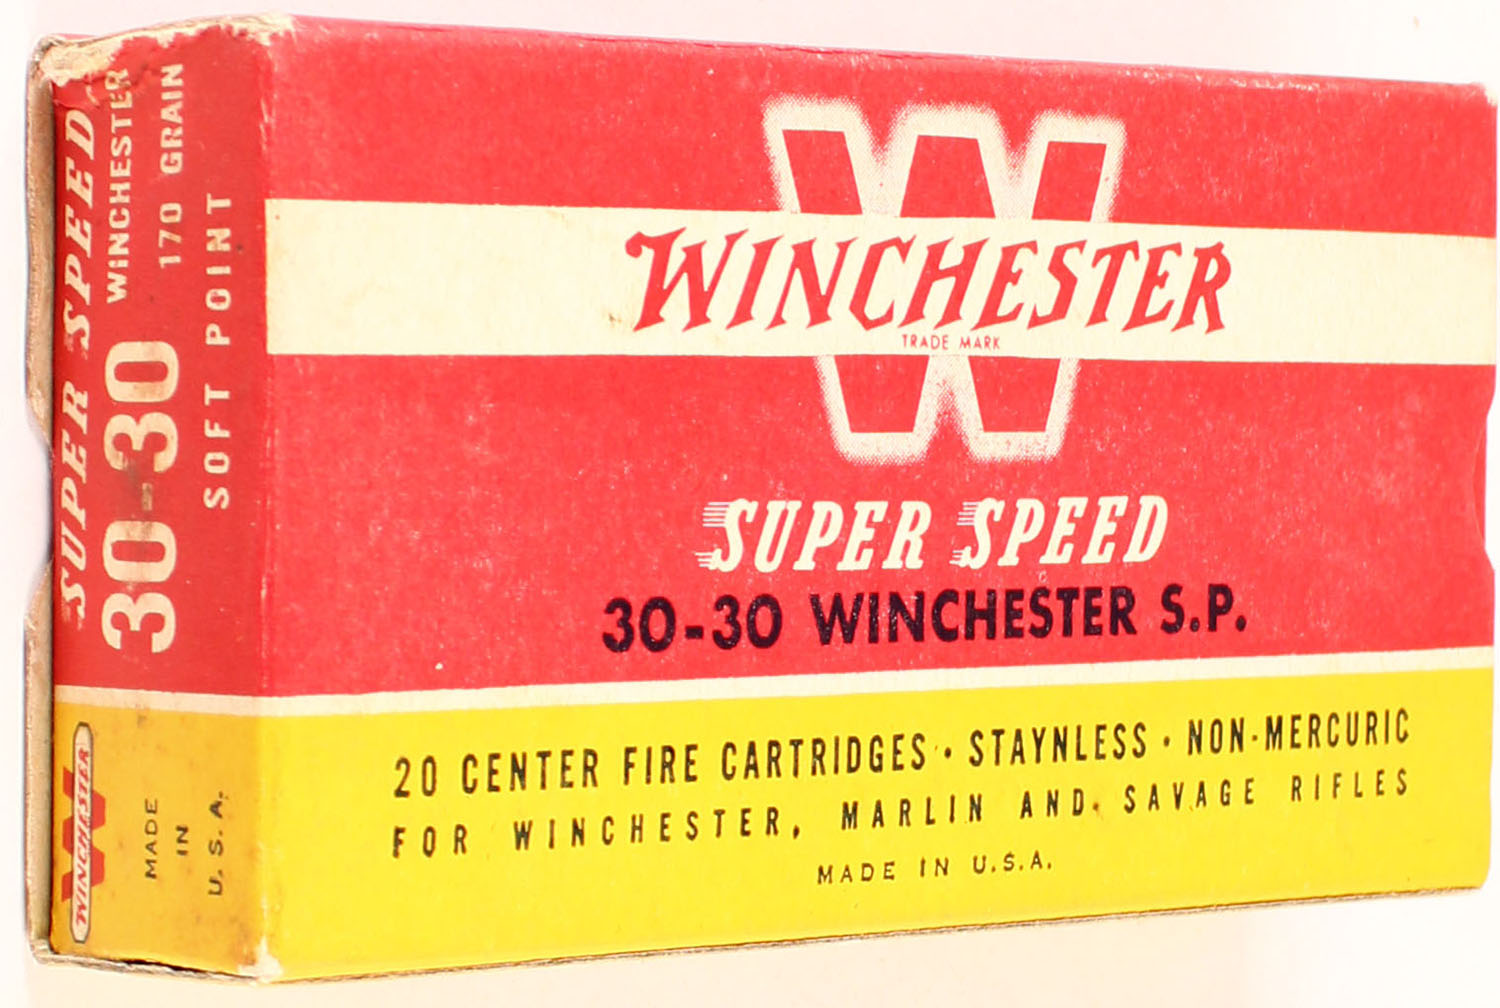 SUPER SPEED
30-30 WINCHESTER
170 GRAIN
SOFT POINT
WINCHESTER
MADE
IN
U.S.A.
W
WINCHESTER
TRADE MARK
SUPER SPEED
30-30 WINCHESTER S.P.
20 CENTER FIRE CARTRIDGES · STAYNLESS · NON-MERCURIC
FOR WINCHESTER, MARLIN AND SAVAGE RIFLES
MADE IN U.S.A.